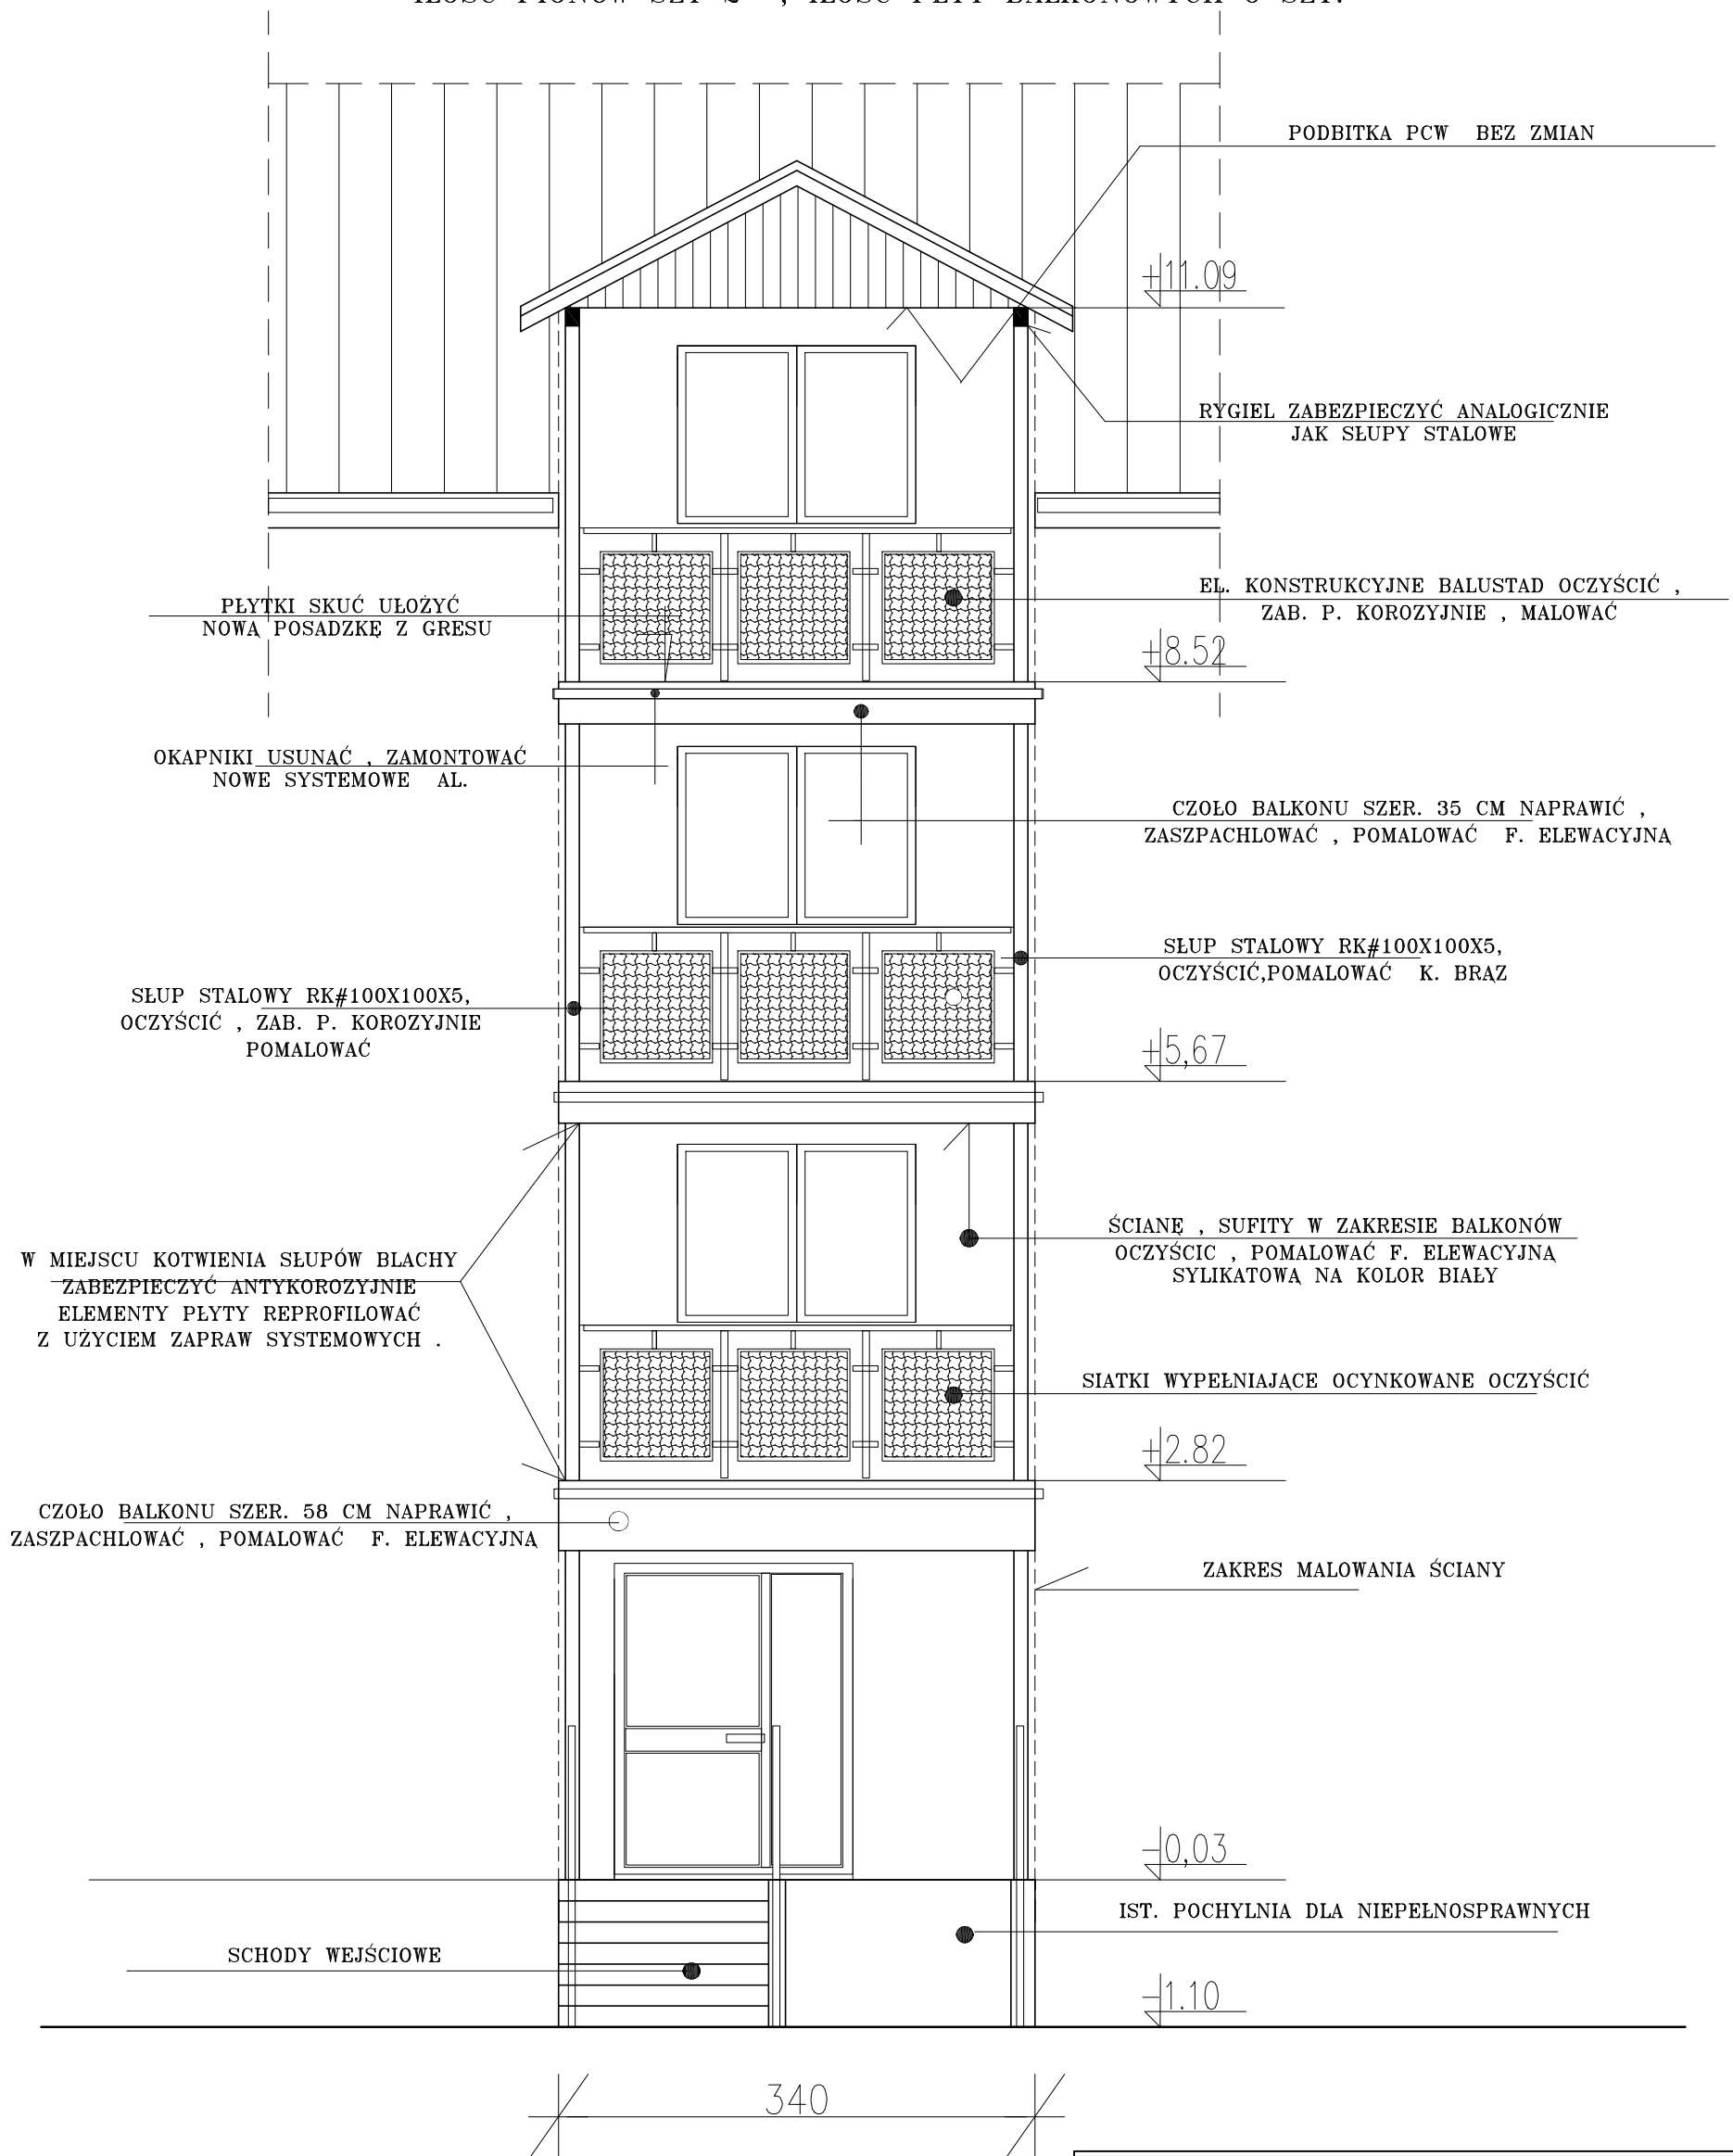 PODBITKA PCW BEZ ZMIAN
+11.09
RYGIEL ZABEZPIECZYĆ ANALOGICZNIE
JAK SŁUPY STALOWE
EL. KONSTRUKCYJNE BALUSTAD OCZYŚCIĆ ,
ZAB. P. KOROZYJNIE , MALOWAĆ
PŁYTKI SKUĆ UŁOŻYĆ
NOWĄ POSADZKĘ Z GRESU
+8.52
OKAPNIKI USUNĄĆ , ZAMONTOWAĆ
NOWE SYSTEMOWE AL.
CZOŁO BALKONU SZER. 35 CM NAPRAWIĆ ,
ZASZPACHLOWAĆ , POMALOWAĆ F. ELEWACYJNĄ
SŁUP STALOWY RK#100X100X5,
OCZYŚCIĆ,POMALOWAĆ K. BRĄZ
SŁUP STALOWY RK#100X100X5,
OCZYŚCIĆ , ZAB. P. KOROZYJNIE
POMALOWAĆ
+5,67
ŚCIANĘ , SUFITY W ZAKRESIE BALKONÓW
OCZYŚCIC , POMALOWAĆ F. ELEWACYJNĄ
SYLIKATOWĄ NA KOLOR BIAŁY
W MIEJSCU KOTWIENIA SŁUPÓW BLACHY
ZABEZPIECZYĆ ANTYKOROZYJNIE
ELEMENTY PŁYTY REPROFILOWAĆ
Z UŻYCIEM ZAPRAW SYSTEMOWYCH .
SIATKI WYPEŁNIAJĄCE OCYNKOWANE OCZYŚCIĆ
+2.82
CZOŁO BALKONU SZER. 58 CM NAPRAWIĆ ,
ZASZPACHLOWAĆ , POMALOWAĆ F. ELEWACYJNĄ
ZAKRES MALOWANIA ŚCIANY
-0,03
IST. POCHYLNIA DLA NIEPEŁNOSPRAWNYCH
SCHODY WEJŚCIOWE
-1.10
340